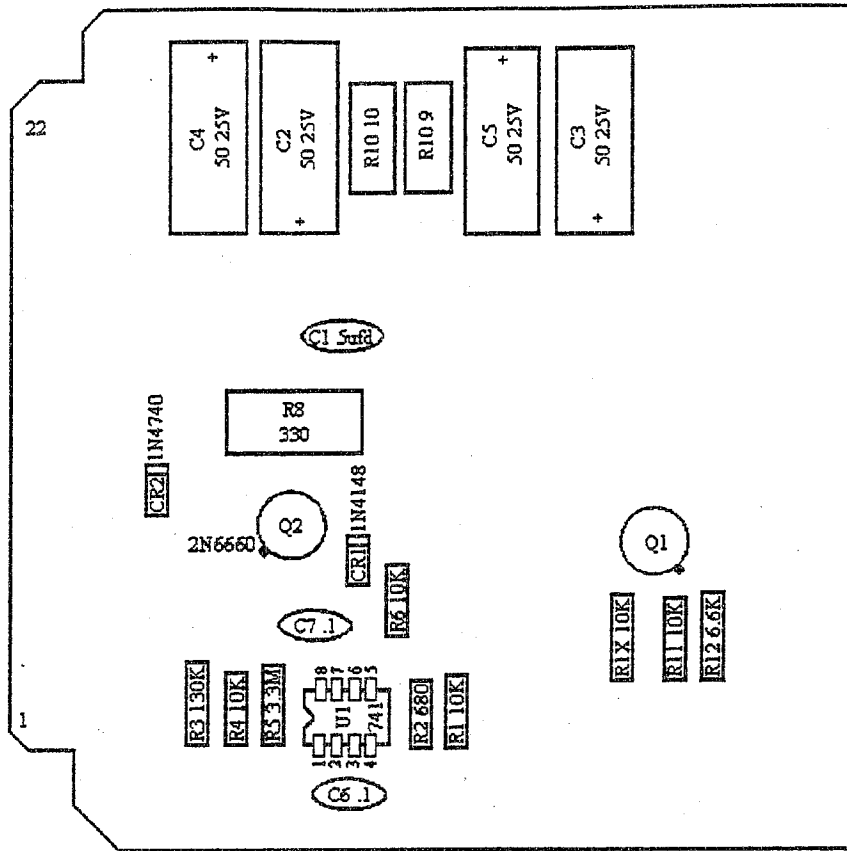 22
C4
50 25V
+
C2
50 25V
+
R10 10
R10 9
C5
50 25V
+
C3
50 25V
+
C1 .5ufd
R8
330
CR2
1N4740
2N6660
Q2
CR1
1N4148
Q1
C7 .1
R6 10K
R1X 10K
R11 10K
R12 6.6K
1
R3 130K
R4 10K
R5 3.3M
8 7 6 5
U1
741
1 2 3 4
R2 680
R1 10K
C6 .1